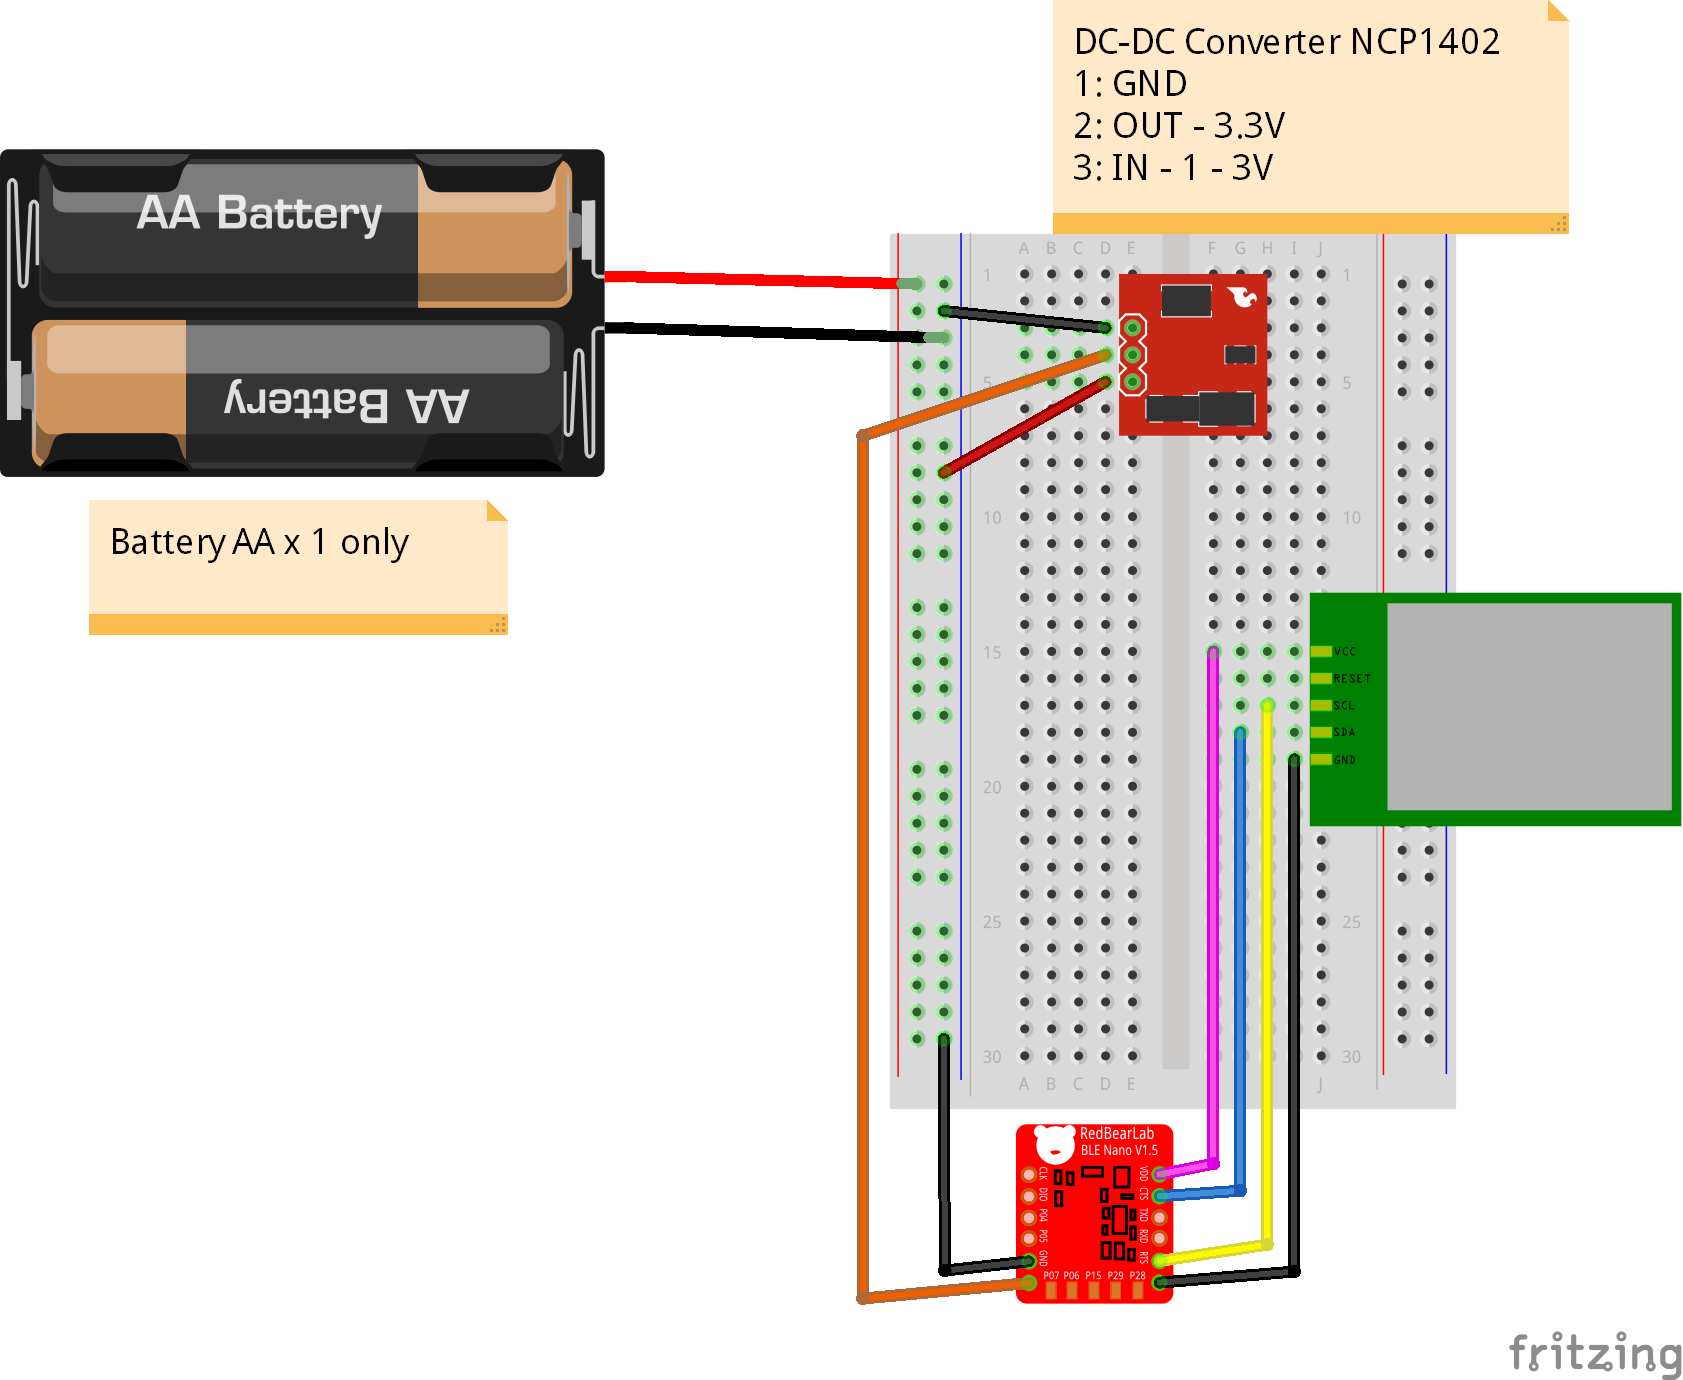 DC-DC Converter NCP1402
1: GND
2: OUT - 3.3V
3: IN - 1 - 3V
AA Battery
AA Battery
Battery AA x 1 only
A B C D E F G H I J
1 1
5 5
10 10
15
20
25 25
30 30
A B C D E J
VCC
RESET
SCL
SDA
GND
RedBearLab
BLE Nano V1.5
CLK
DIO
P04
P05
GND
VDD
CTS
TXD
RXD
RTS
P07 P06 P15 P29 P28
fritzing